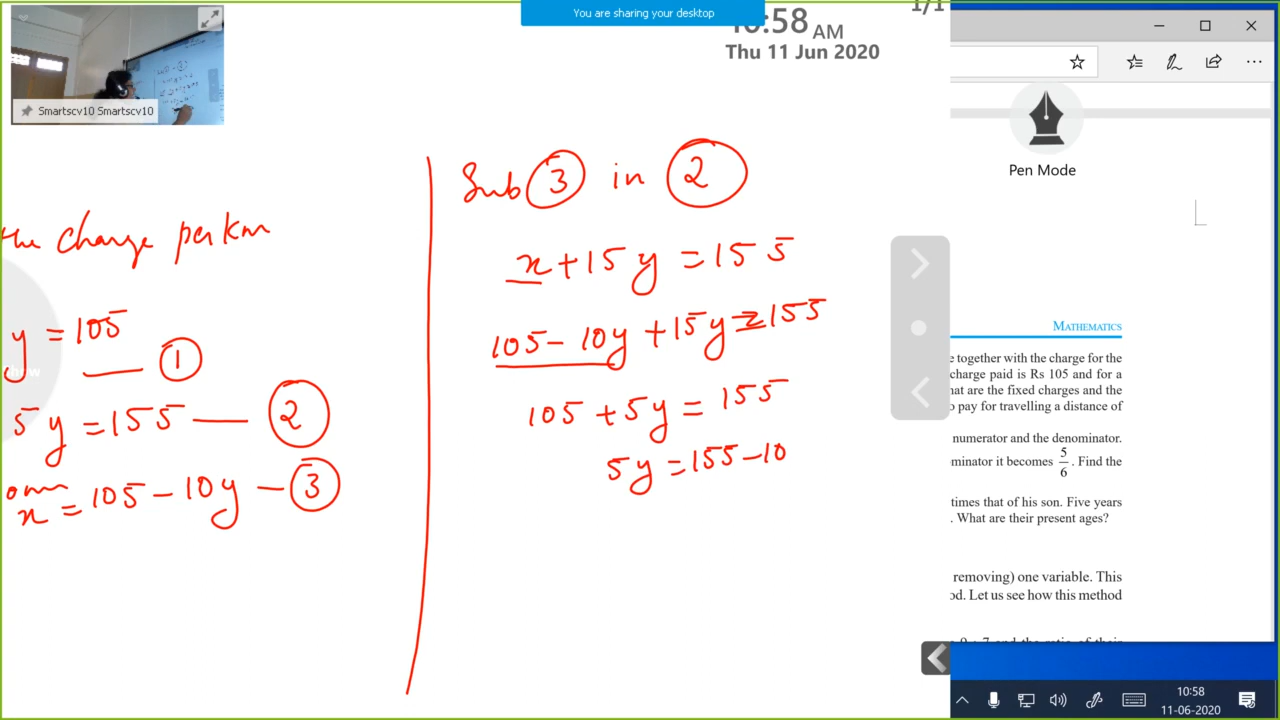 You are sharing your desktop
1/1
10:58 AM
Thu 11 Jun 2020
Smartscv10 Smartscv10
Pen Mode
the charge per km
y = 105
— ①
5y = 155 — ②
x = 105 - 10y - ③
Sub ③ in ②
x + 15y = 155
105 - 10y + 15y = 155
105 + 5y = 155
5y = 155 - 10
MATHEMATICS
e together with the charge for the
charge paid is Rs 105 and for a
hat are the fixed charges and the
o pay for travelling a distance of
numerator and the denominator.
minator it becomes 5/6. Find the
times that of his son. Five years
. What are their present ages?
removing) one variable. This
od. Let us see how this method
10:58
11-06-2020